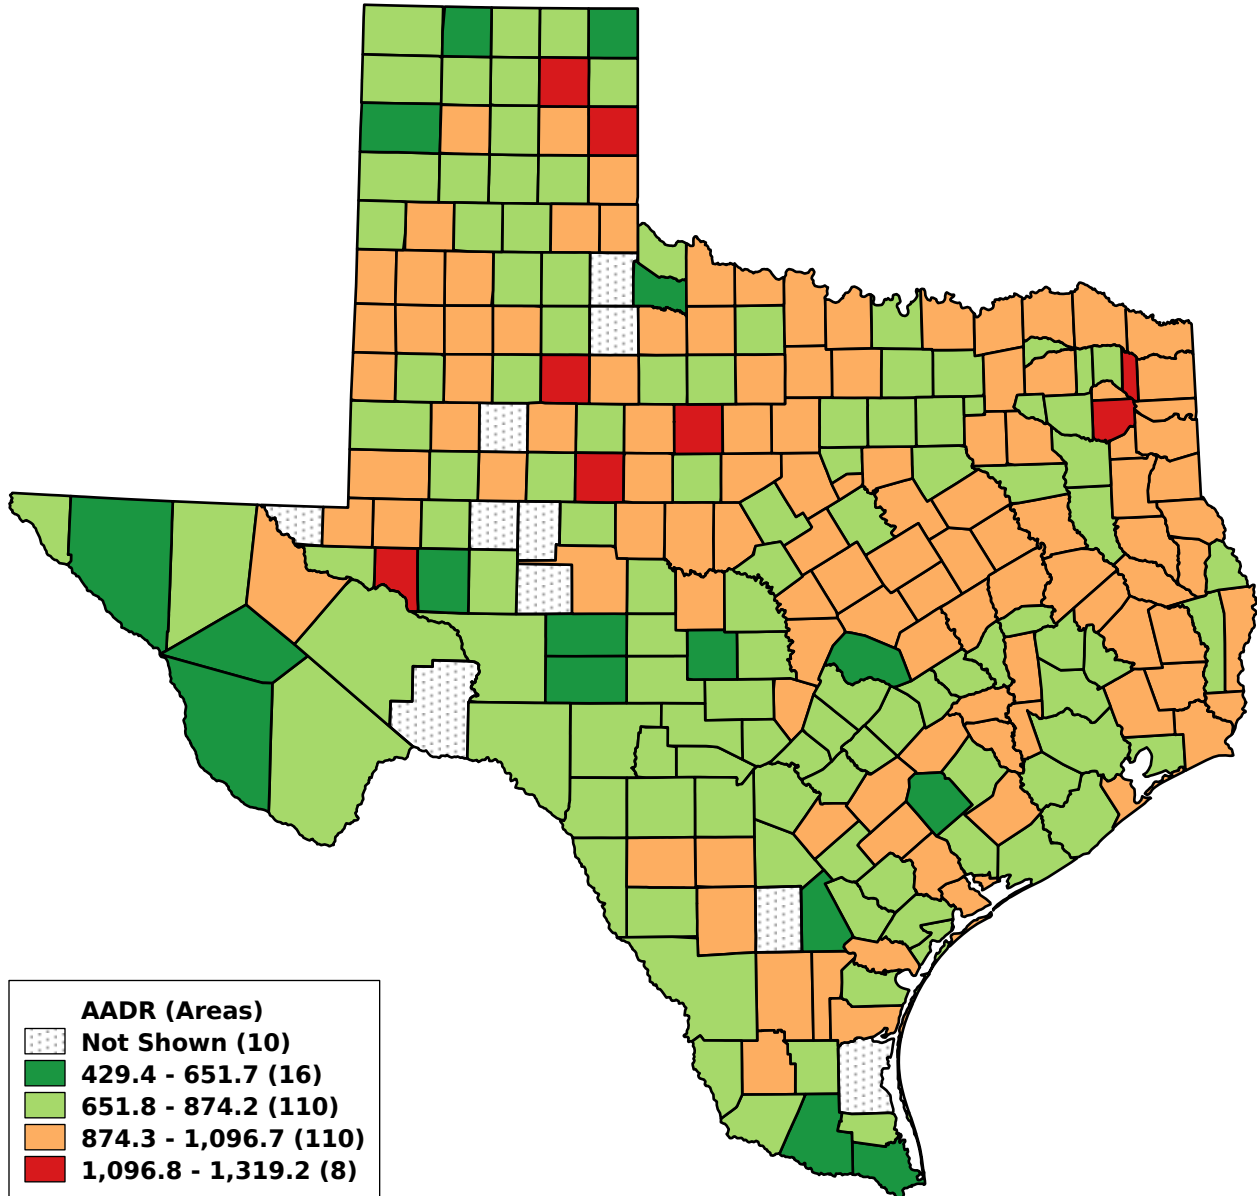 AADR (Areas)
Not Shown (10)
429.4 - 651.7 (16)
651.8 - 874.2 (110)
874.3 - 1,096.7 (110)
1,096.8 - 1,319.2 (8)